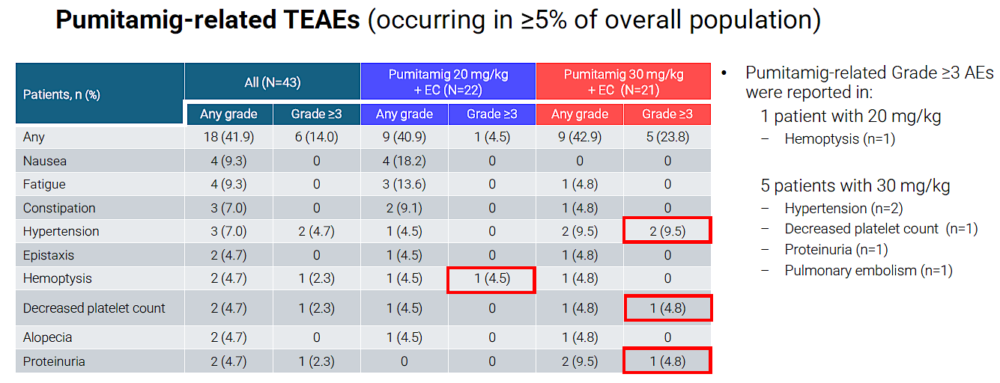 Pumitamig-related TEAEs (occurring in ≥5% of overall population)
Patients, n (%) All (N=43) Pumitamig 20 mg/kg + EC (N=22) Pumitamig 30 mg/kg + EC (N=21)
Any grade Grade ≥3 Any grade Grade ≥3 Any grade Grade ≥3
Any 18 (41.9) 6 (14.0) 9 (40.9) 1 (4.5) 9 (42.9) 5 (23.8)
Nausea 4 (9.3) 0 4 (18.2) 0 0 0
Fatigue 4 (9.3) 0 3 (13.6) 0 1 (4.8) 0
Constipation 3 (7.0) 0 2 (9.1) 0 1 (4.8) 0
Hypertension 3 (7.0) 2 (4.7) 1 (4.5) 0 2 (9.5) 2 (9.5)
Epistaxis 2 (4.7) 0 1 (4.5) 0 1 (4.8) 0
Hemoptysis 2 (4.7) 1 (2.3) 1 (4.5) 1 (4.5) 1 (4.8) 0
Decreased platelet count 2 (4.7) 1 (2.3) 1 (4.5) 0 1 (4.8) 1 (4.8)
Alopecia 2 (4.7) 0 1 (4.5) 0 1 (4.8) 0
Proteinuria 2 (4.7) 1 (2.3) 0 0 2 (9.5) 1 (4.8)
• Pumitamig-related Grade ≥3 AEs
were reported in:
1 patient with 20 mg/kg
– Hemoptysis (n=1)
5 patients with 30 mg/kg
– Hypertension (n=2)
– Decreased platelet count (n=1)
– Proteinuria (n=1)
– Pulmonary embolism (n=1)